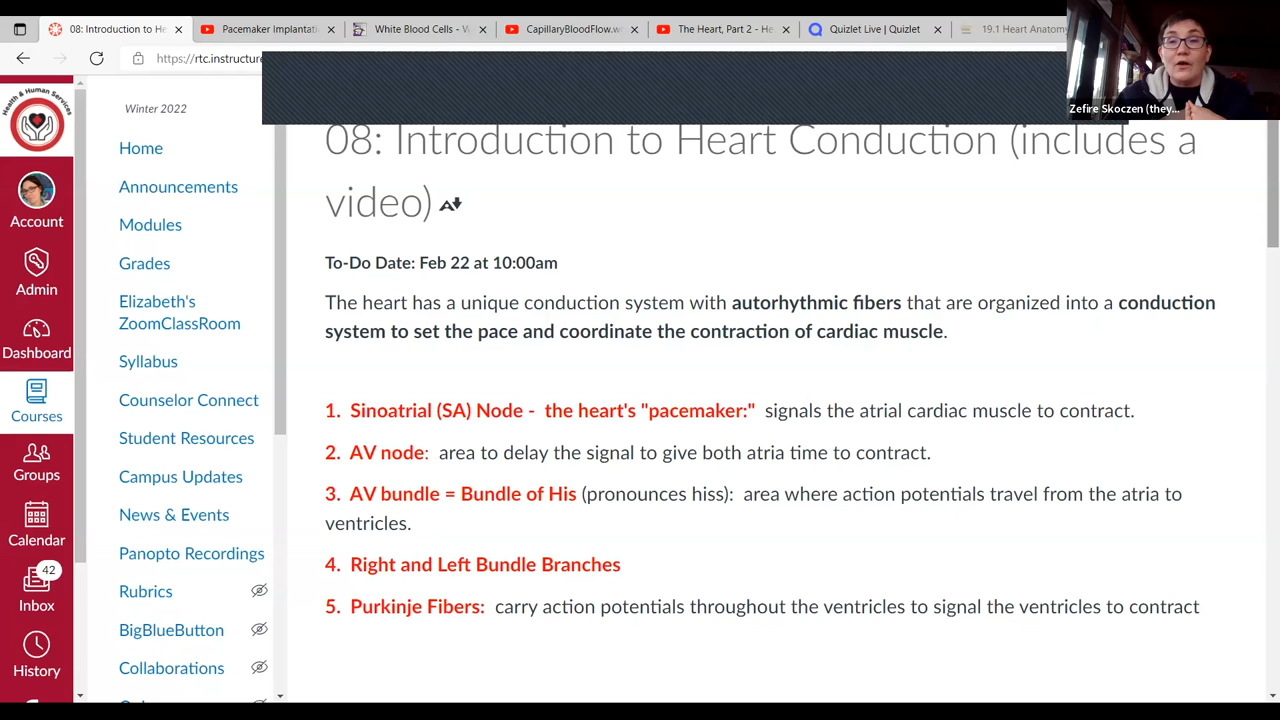 08: Introduction to He
Pacemaker Implantati
White Blood Cells - W
CapillaryBloodFlow.w
The Heart, Part 2 - He
Quizlet Live | Quizlet
19.1 Heart Anatomy
https://rtc.instructure
Zefire Skoczen (they...
Health & Human Services
Account
Admin
Dashboard
Courses
Groups
Calendar
42
Inbox
History
Winter 2022
Home
Announcements
Modules
Grades
Elizabeth's
ZoomClassRoom
Syllabus
Counselor Connect
Student Resources
Campus Updates
News & Events
Panopto Recordings
Rubrics
BigBlueButton
Collaborations
08: Introduction to Heart Conduction (includes a
video)
To-Do Date: Feb 22 at 10:00am
The heart has a unique conduction system with autorhythmic fibers that are organized into a conduction
system to set the pace and coordinate the contraction of cardiac muscle.
1. Sinoatrial (SA) Node - the heart's "pacemaker:" signals the atrial cardiac muscle to contract.
2. AV node: area to delay the signal to give both atria time to contract.
3. AV bundle = Bundle of His (pronounces hiss): area where action potentials travel from the atria to
ventricles.
4. Right and Left Bundle Branches
5. Purkinje Fibers: carry action potentials throughout the ventricles to signal the ventricles to contract